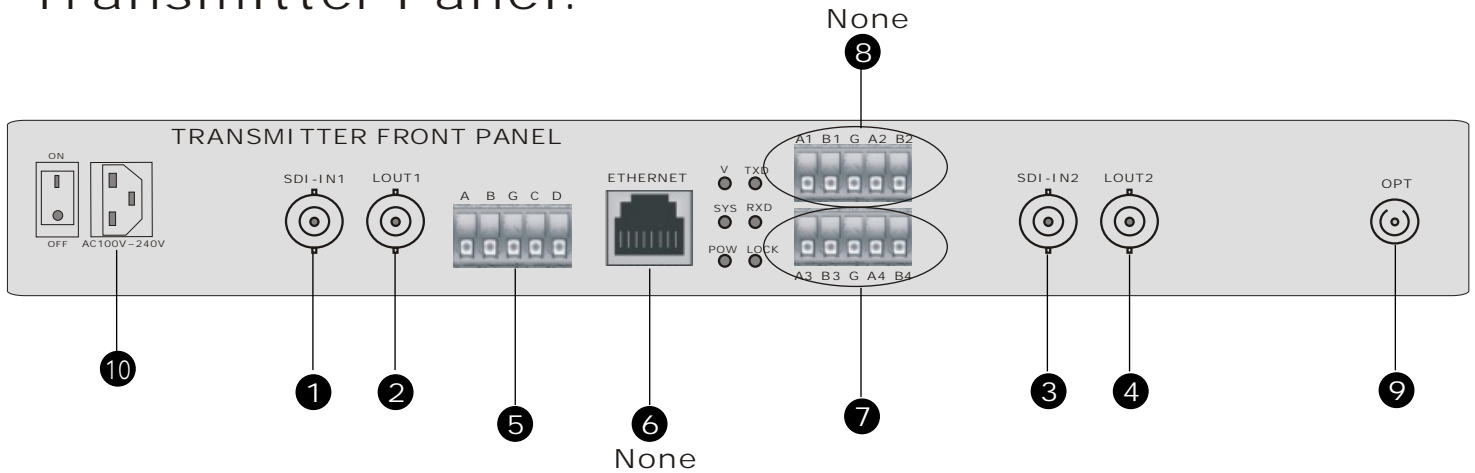 Transmitter Panel:
None
8
TRANSMITTER FRONT PANEL
ON
OFF
AC100V-240V
SDI-IN1
LOUT1
A B G C D
ETHERNET
V TXD
SYS RXD
POW LOCK
A1 B1 G A2 B2
A3 B3 G A4 B4
SDI-IN2
LOUT2
OPT
10
1
2
5
6
None
7
3
4
9